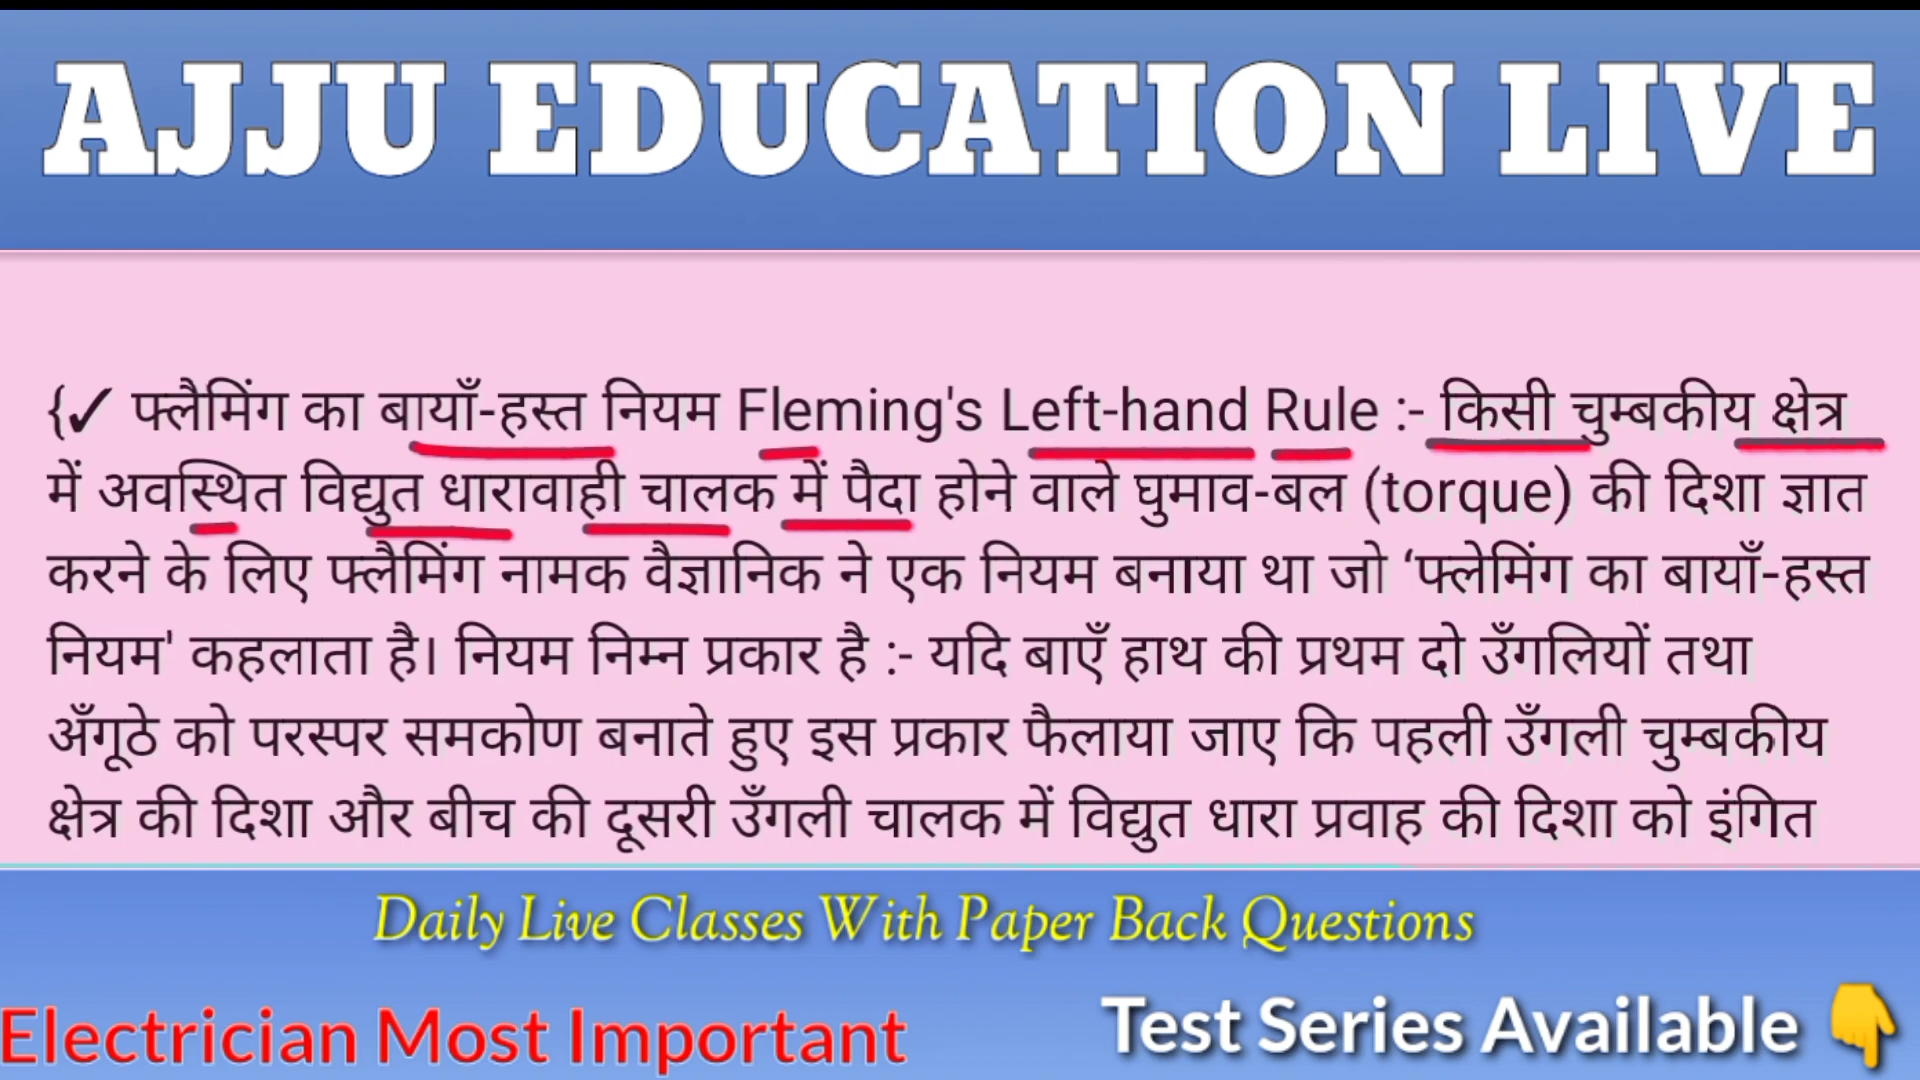 AJJU EDUCATION LIVE
{✓ फ्लैमिंग का बायाँ-हस्त नियम Fleming's Left-hand Rule :- किसी चुम्बकीय क्षेत्र
में अवस्थित विद्युत धारावाही चालक में पैदा होने वाले घुमाव-बल (torque) की दिशा ज्ञात
करने के लिए फ्लैमिंग नामक वैज्ञानिक ने एक नियम बनाया था जो ‘फ्लेमिंग का बायाँ-हस्त
नियम' कहलाता है। नियम निम्न प्रकार है :- यदि बाएँ हाथ की प्रथम दो उँगलियों तथा
अँगूठे को परस्पर समकोण बनाते हुए इस प्रकार फैलाया जाए कि पहली उँगली चुम्बकीय
क्षेत्र की दिशा और बीच की दूसरी उँगली चालक में विद्युत धारा प्रवाह की दिशा को इंगित
Daily Live Classes With Paper Back Questions
Electrician Most Important
Test Series Available 👇